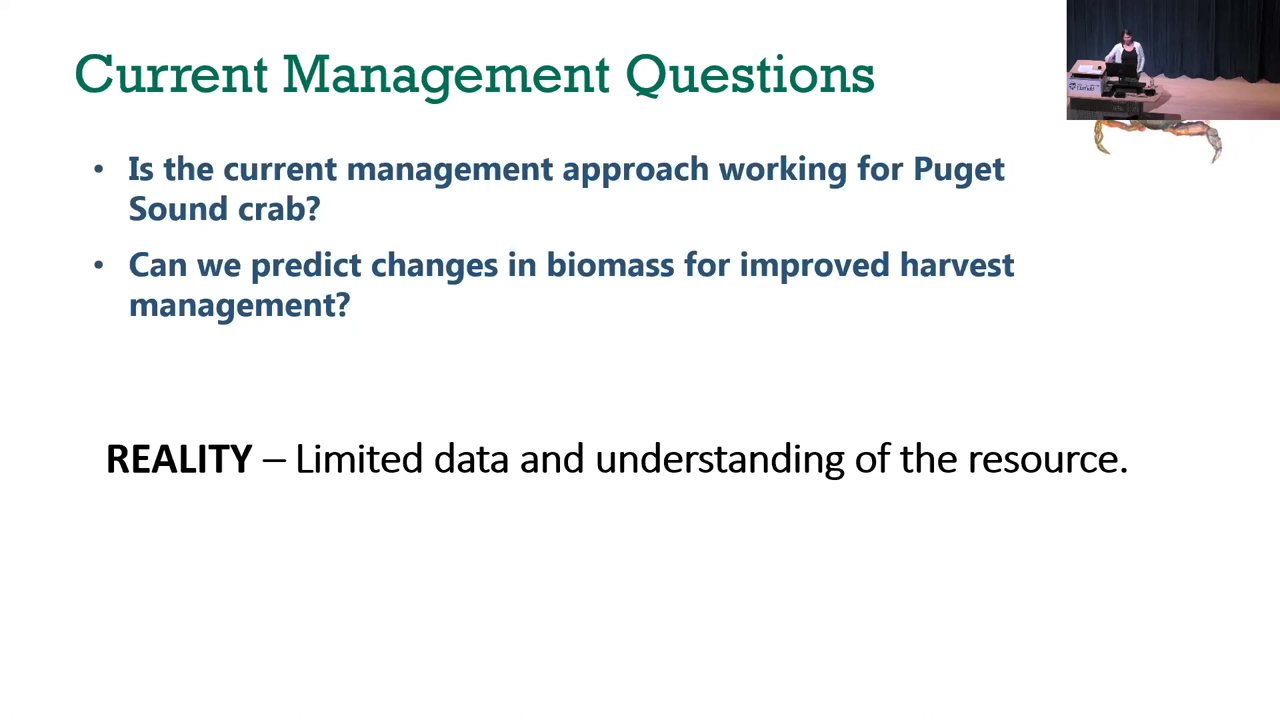 Current Management Questions
• Is the current management approach working for Puget
Sound crab?
• Can we predict changes in biomass for improved harvest
management?
REALITY – Limited data and understanding of the resource.